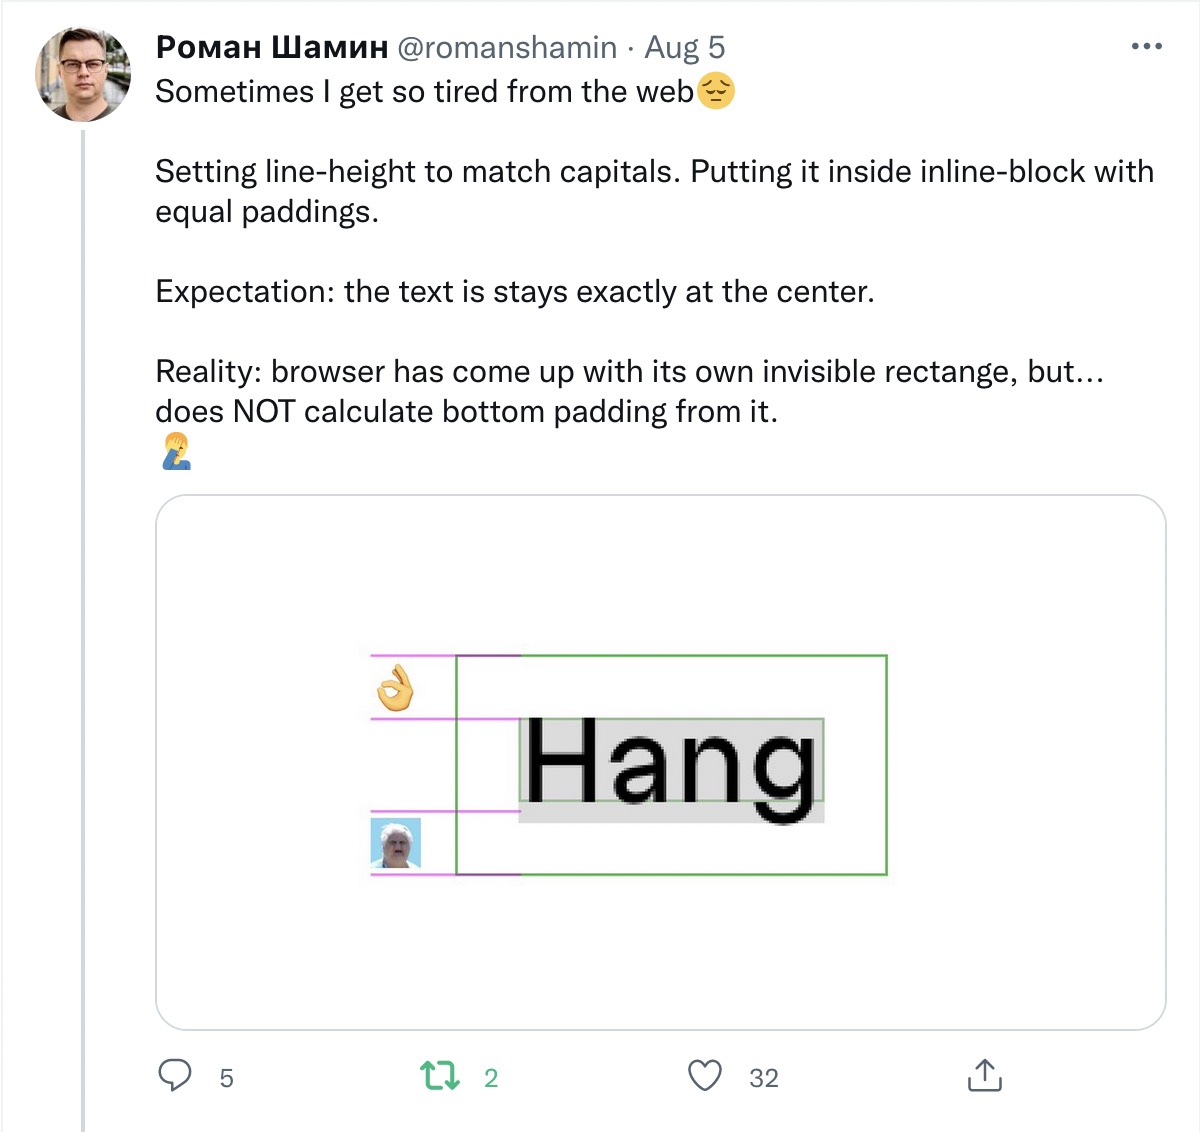 Роман Шамин @romanshamin · Aug 5
Sometimes I get so tired from the web😔
Setting line-height to match capitals. Putting it inside inline-block with
equal paddings.
Expectation: the text is stays exactly at the center.
Reality: browser has come up with its own invisible rectange, but…
does NOT calculate bottom padding from it.
🤦‍♂️
👌
Hang
5 2 32